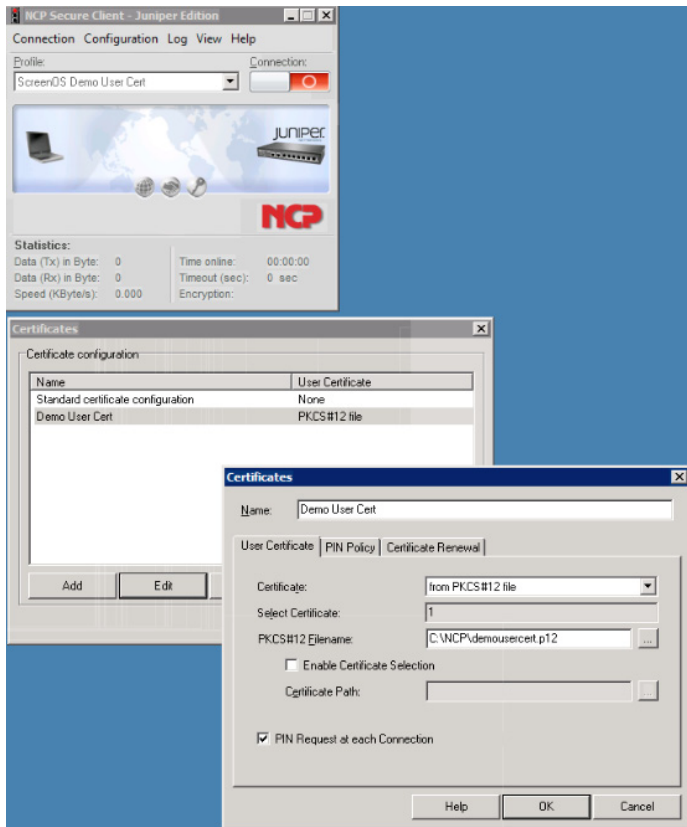 NCP Secure Client - Juniper Edition
Connection Configuration Log View Help
Profile: Connection:
ScreenOS Demo User Cert
JUNIPER
NCP
Statistics:
Data (Tx) in Byte: 0 Time online: 00:00:00
Data (Rx) in Byte: 0 Timeout (sec): 0 sec
Speed (KByte/s): 0.000 Encryption:
Certificates
Certificate configuration
Name User Certificate
Standard certificate configuration None
Demo User Cert PKCS#12 file
Add Edit
Certificates
Name: Demo User Cert
User Certificate PIN Policy Certificate Renewal
Certificate: from PKCS#12 file
Select Certificate: 1
PKCS#12 Filename: C:\NCP\demousercert.p12 ...
Enable Certificate Selection
Certificate Path: ...
PIN Request at each Connection
Help OK Cancel